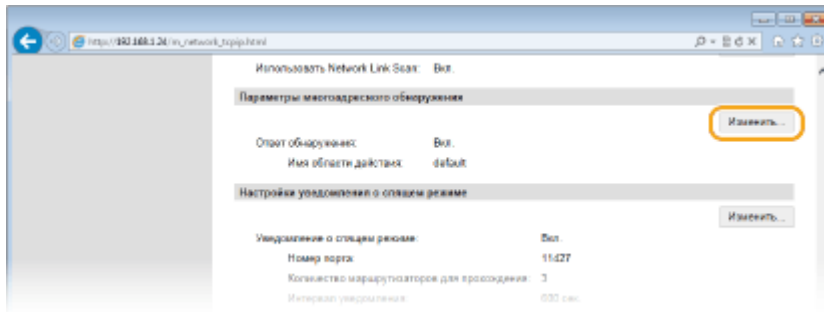 http://192.168.1.24/m_network_tcpip.html
Использовать Network Link Scan: Вкл.
Параметры многоадресного обнаружения
Изменить...
Ответ обнаружения: Вкл.
Имя области действия: default
Настройки уведомления о спящем режиме
Изменить...
Уведомление о спящем режиме: Вкл.
Номер порта: 11427
Количество маршрутизаторов для прохождения: 3
Интервал уведомления: 600 сек.